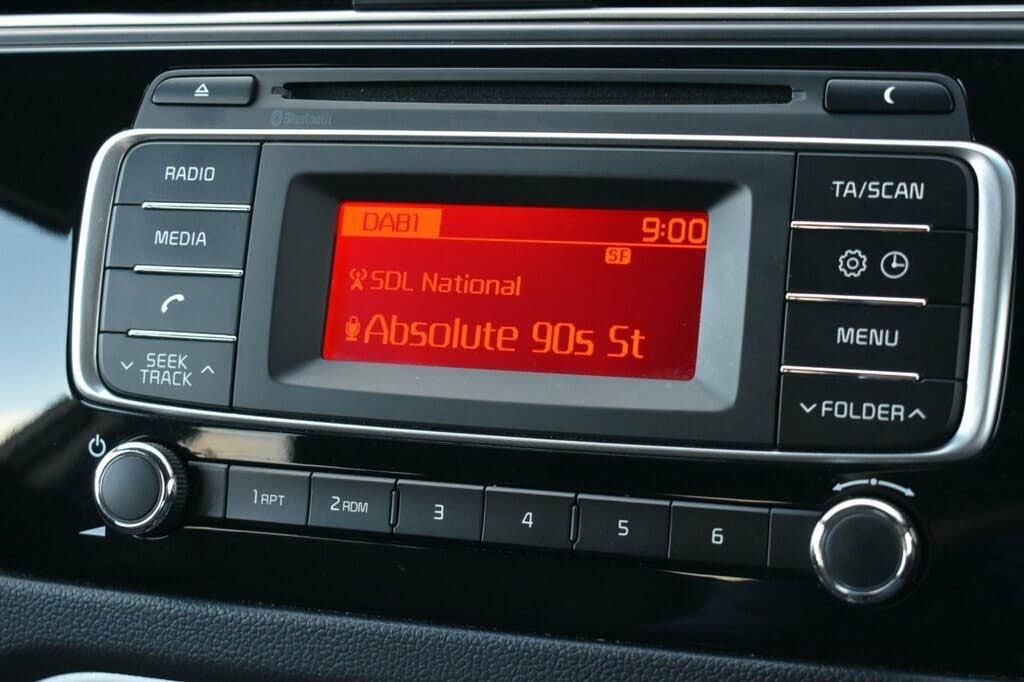 Bluetooth
RADIO
MEDIA
SEEK
TRACK
DAB1 9:00
SF
SDL National
Absolute 90s St
TA/SCAN
MENU
FOLDER
1 RPT
2 RDM
3
4
5
6